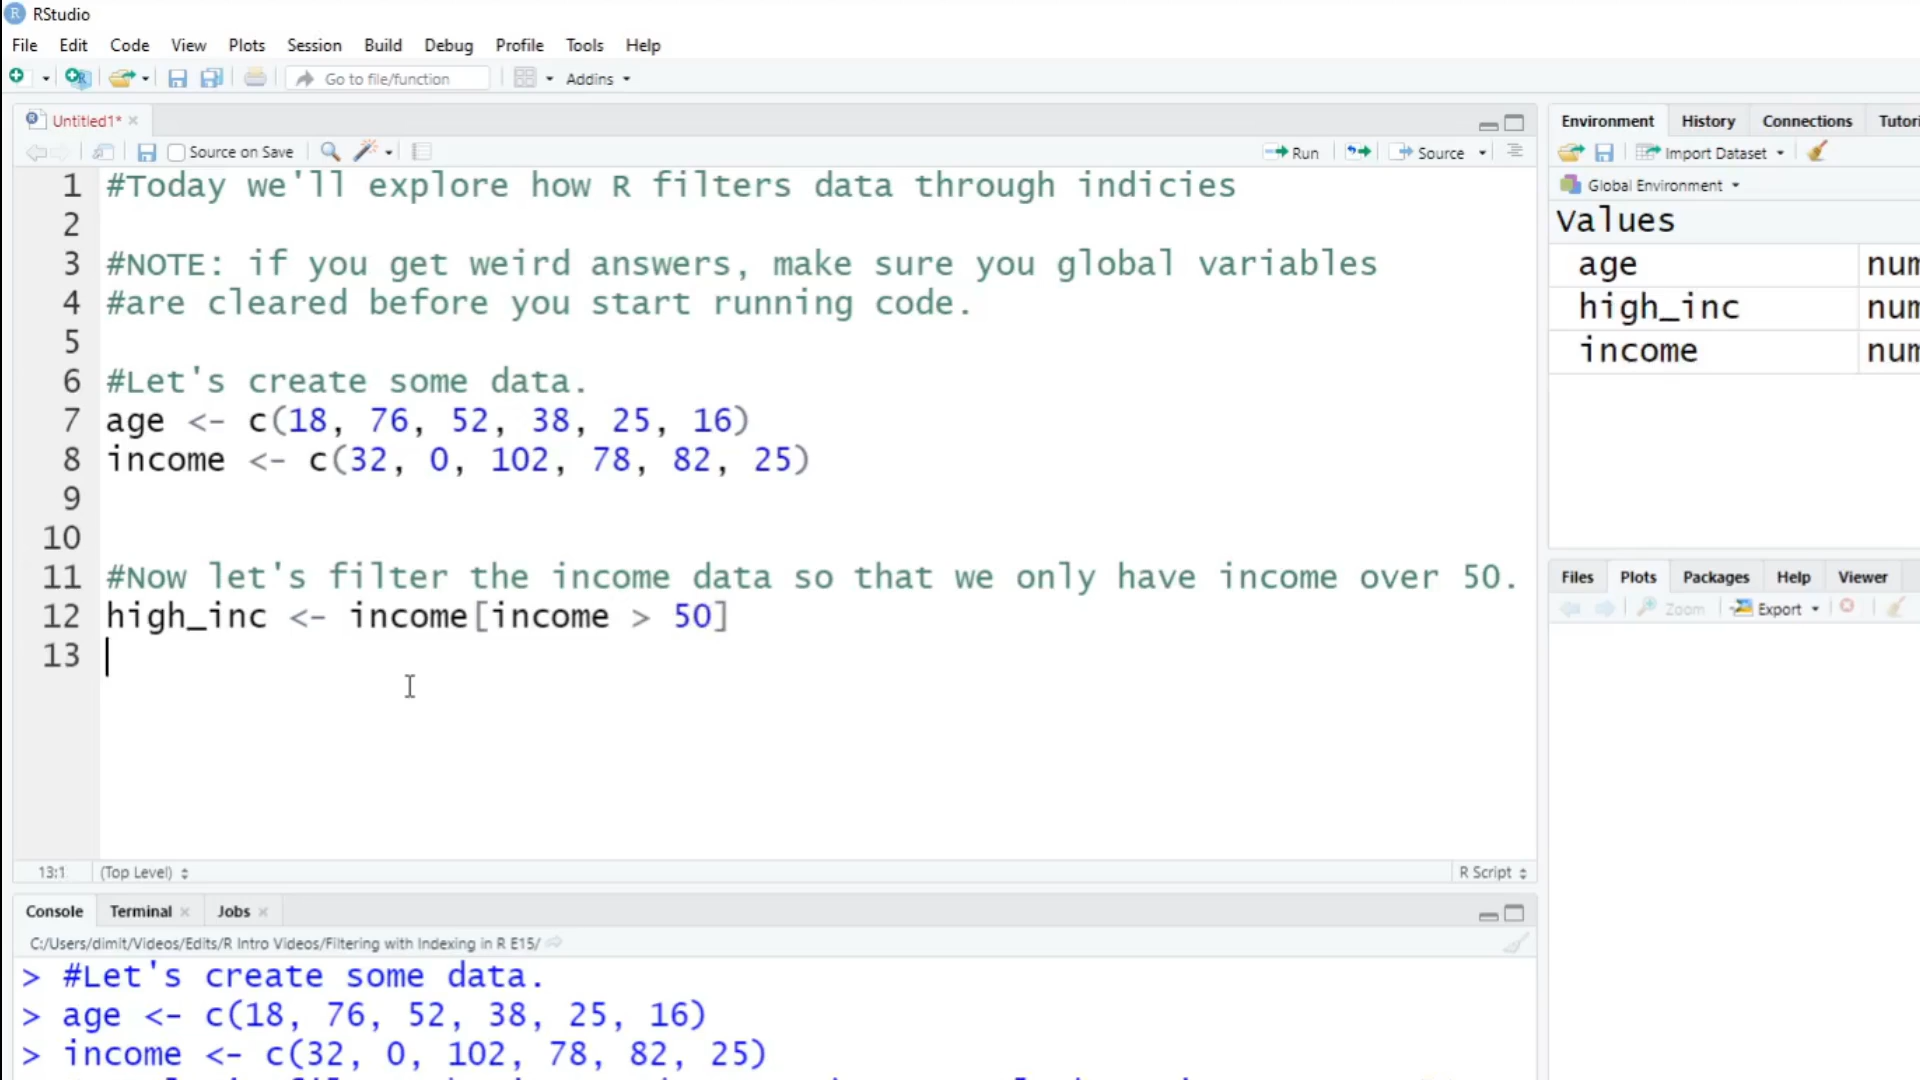 RStudio
File Edit Code View Plots Session Build Debug Profile Tools Help
Go to file/function Addins
Untitled1*
Source on Save Run Source
1 #Today we'll explore how R filters data through indicies
2
3 #NOTE: if you get weird answers, make sure you global variables
4 #are cleared before you start running code.
5
6 #Let's create some data.
7 age <- c(18, 76, 52, 38, 25, 16)
8 income <- c(32, 0, 102, 78, 82, 25)
9
10
11 #Now let's filter the income data so that we only have income over 50.
12 high_inc <- income[income > 50]
13
13:1 (Top Level) R Script
Console Terminal Jobs
C:/Users/dimit/Videos/Edits/R Intro Videos/Filtering with Indexing in R E15/
> #Let's create some data.
> age <- c(18, 76, 52, 38, 25, 16)
> income <- c(32, 0, 102, 78, 82, 25)
Environment History Connections Tutori
Import Dataset
Global Environment
Values
age num
high_inc num
income num
Files Plots Packages Help Viewer
Zoom Export